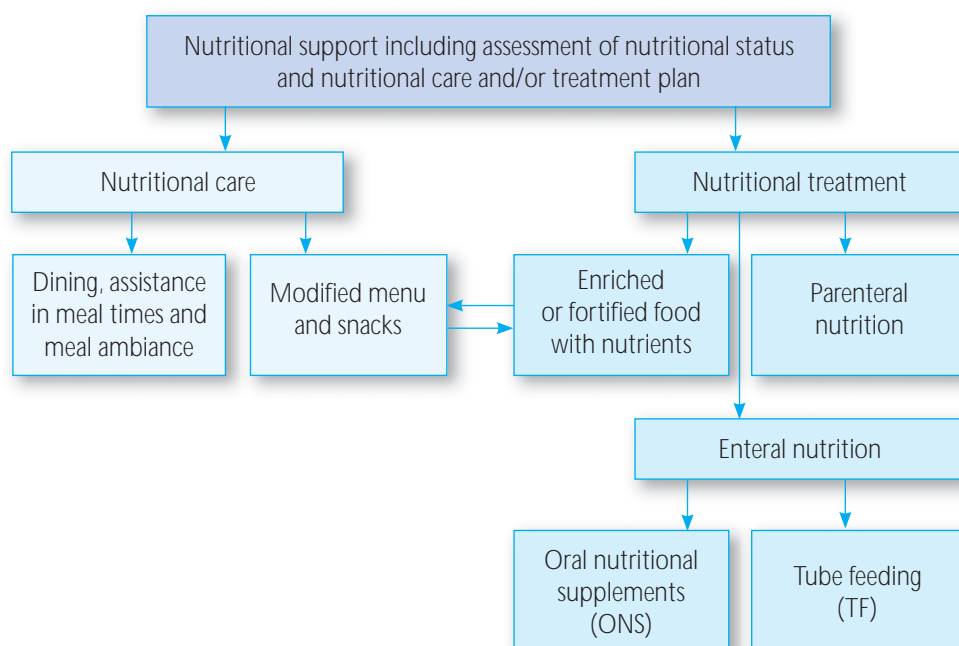 Nutritional support including assessment of nutritional status
and nutritional care and/or treatment plan
Nutritional care
Nutritional treatment
Dining, assistance
in meal times and
meal ambiance
Modified menu
and snacks
Enriched
or fortified food
with nutrients
Parenteral
nutrition
Enteral nutrition
Oral nutritional
supplements
(ONS)
Tube feeding
(TF)